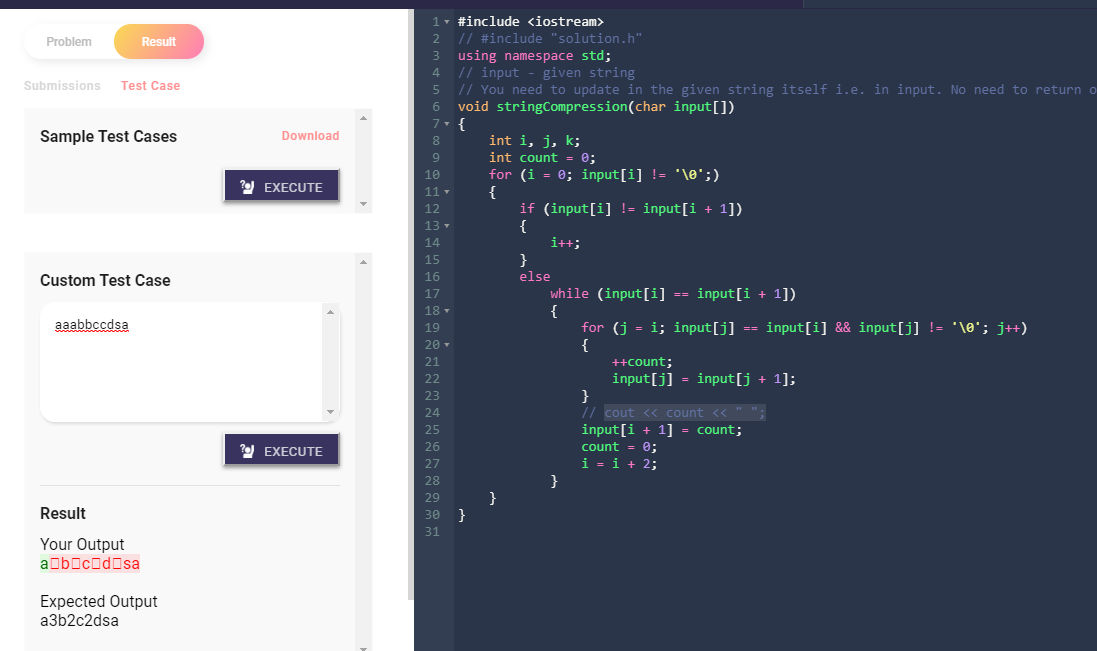 Problem
Result
Submissions
Test Case
Sample Test Cases
Download
EXECUTE
Custom Test Case
aaabbccdsa
EXECUTE
Result
Your Output
a□b□c□d□sa
Expected Output
a3b2c2dsa
1 #include <iostream>
2 // #include "solution.h"
3 using namespace std;
4 // input - given string
5 // You need to update in the given string itself i.e. in input. No need to return o
6 void stringCompression(char input[])
7 {
8     int i, j, k;
9     int count = 0;
10     for (i = 0; input[i] != '\0';)
11     {
12         if (input[i] != input[i + 1])
13         {
14             i++;
15         }
16         else
17             while (input[i] == input[i + 1])
18             {
19                 for (j = i; input[j] == input[i] && input[j] != '\0'; j++)
20                 {
21                     ++count;
22                     input[j] = input[j + 1];
23                 }
24                 // cout << count << " ";
25                 input[i + 1] = count;
26                 count = 0;
27                 i = i + 2;
28             }
29     }
30 }
31